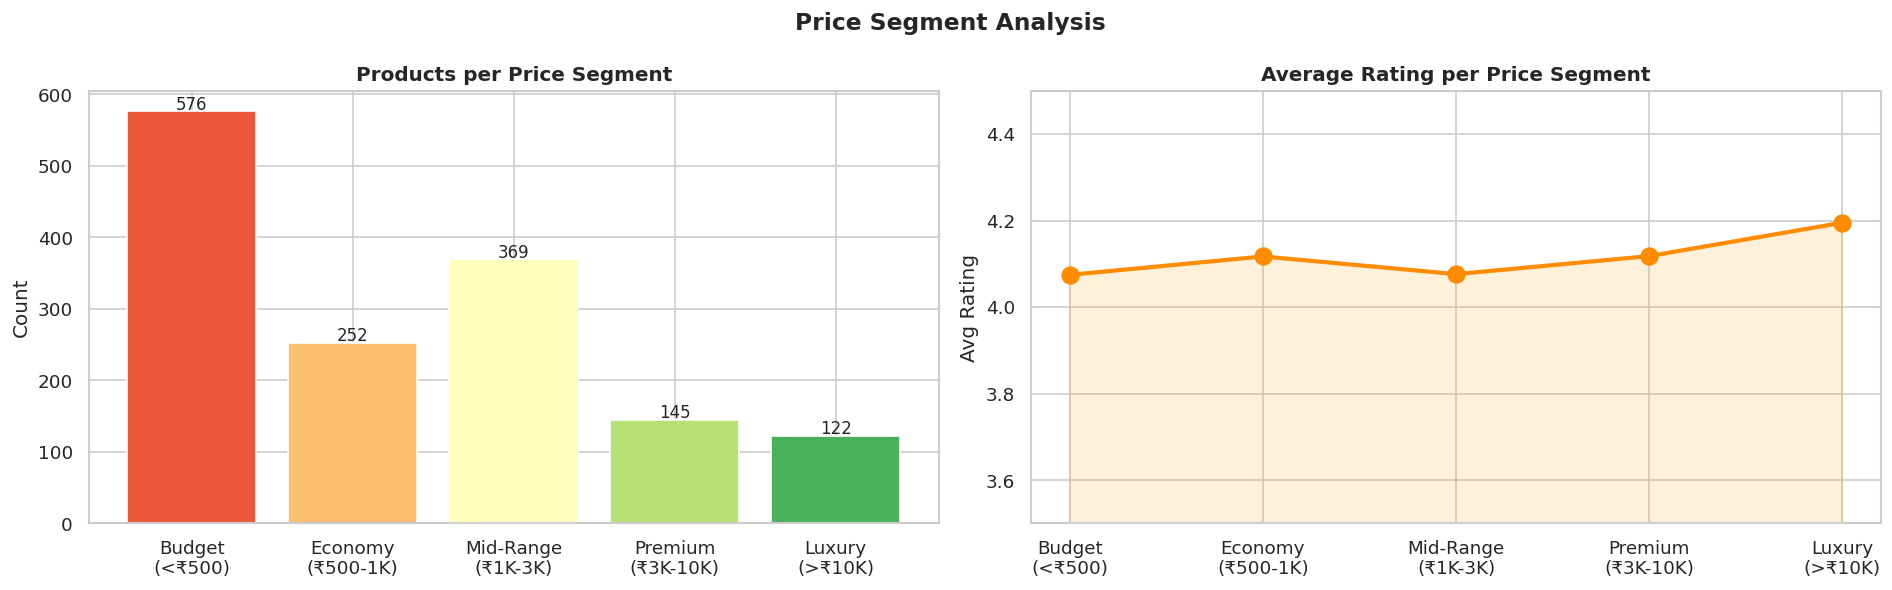 Price Segment Analysis
Products per Price Segment
600
500
400
300
200
100
0
Count
576
252
369
145
122
Budget
(<₹500)
Economy
(₹500-1K)
Mid-Range
(₹1K-3K)
Premium
(₹3K-10K)
Luxury
(>₹10K)
Average Rating per Price Segment
4.4
4.2
4.0
3.8
3.6
Avg Rating
Budget
(<₹500)
Economy
(₹500-1K)
Mid-Range
(₹1K-3K)
Premium
(₹3K-10K)
Luxury
(>₹10K)